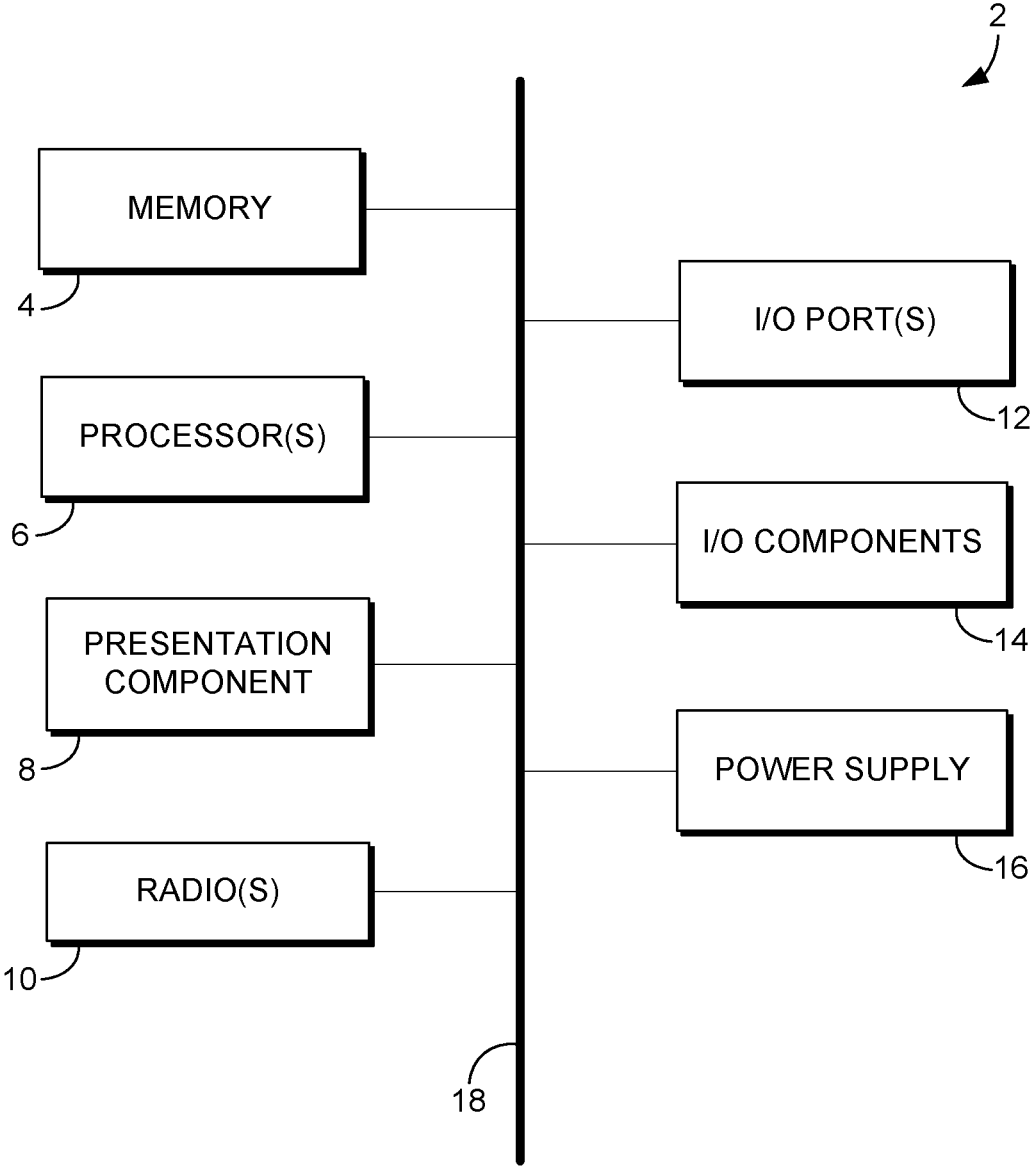 2
MEMORY
4
I/O PORT(S)
12
PROCESSOR(S)
6
I/O COMPONENTS
14
PRESENTATION
COMPONENT
8
POWER SUPPLY
16
RADIO(S)
10
18